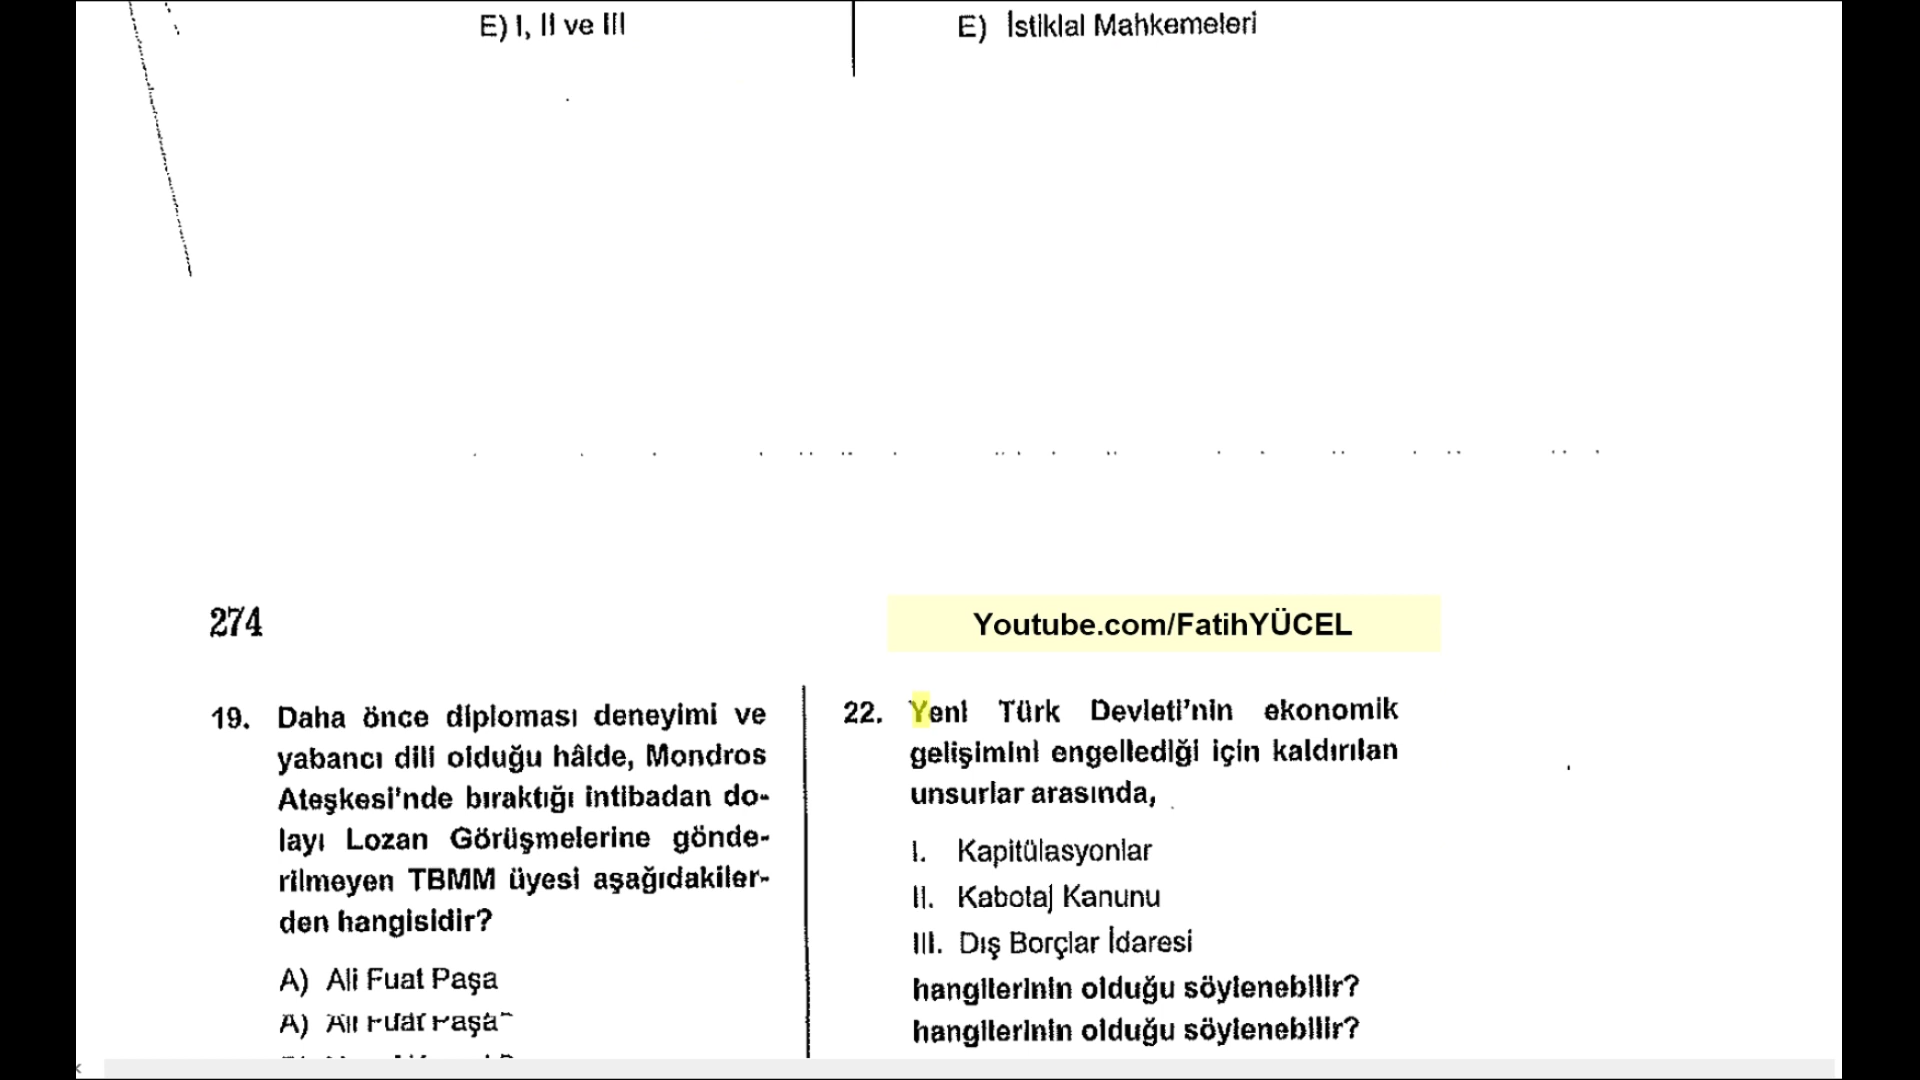 E) I, II ve III
E) İstiklal Mahkemeleri
274
Youtube.com/FatihYÜCEL
19. Daha önce diploması deneyimi ve
yabancı dili olduğu hâlde, Mondros
Ateşkesi'nde bıraktığı intibadan do-
layı Lozan Görüşmelerine gönde-
rilmeyen TBMM üyesi aşağıdakiler-
den hangisidir?
A) Ali Fuat Paşa
A) Ali Fuat Paşa
22. Yeni Türk Devleti'nin ekonomik
gelişimini engellediği için kaldırılan
unsurlar arasında,
I. Kapitülasyonlar
II. Kabotaj Kanunu
III. Dış Borçlar İdaresi
hangilerinin olduğu söylenebilir?
hangilerinin olduğu söylenebilir?